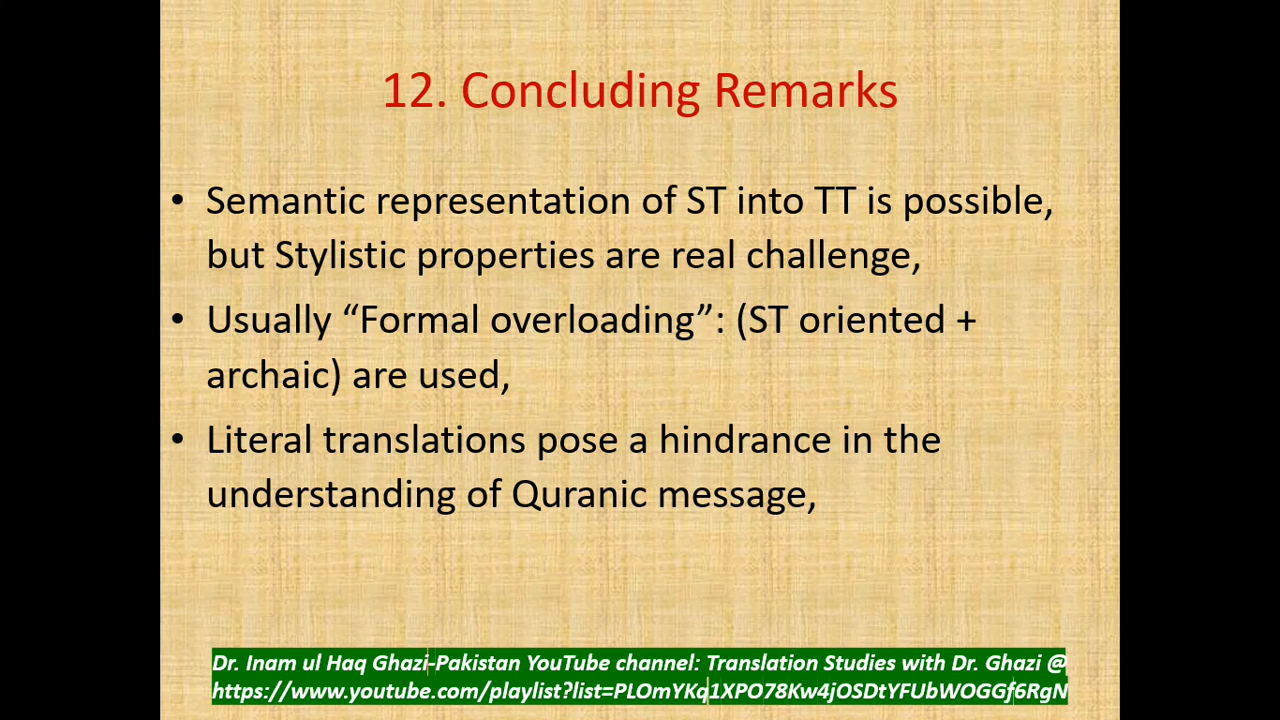 12. Concluding Remarks
• Semantic representation of ST into TT is possible,
but Stylistic properties are real challenge,
• Usually “Formal overloading”: (ST oriented +
archaic) are used,
• Literal translations pose a hindrance in the
understanding of Quranic message,
Dr. Inam ul Haq Ghazi-Pakistan YouTube channel: Translation Studies with Dr. Ghazi @
https://www.youtube.com/playlist?list=PLOmYKq1XPO78Kw4jOSDtYFUbWOGGf6RgN